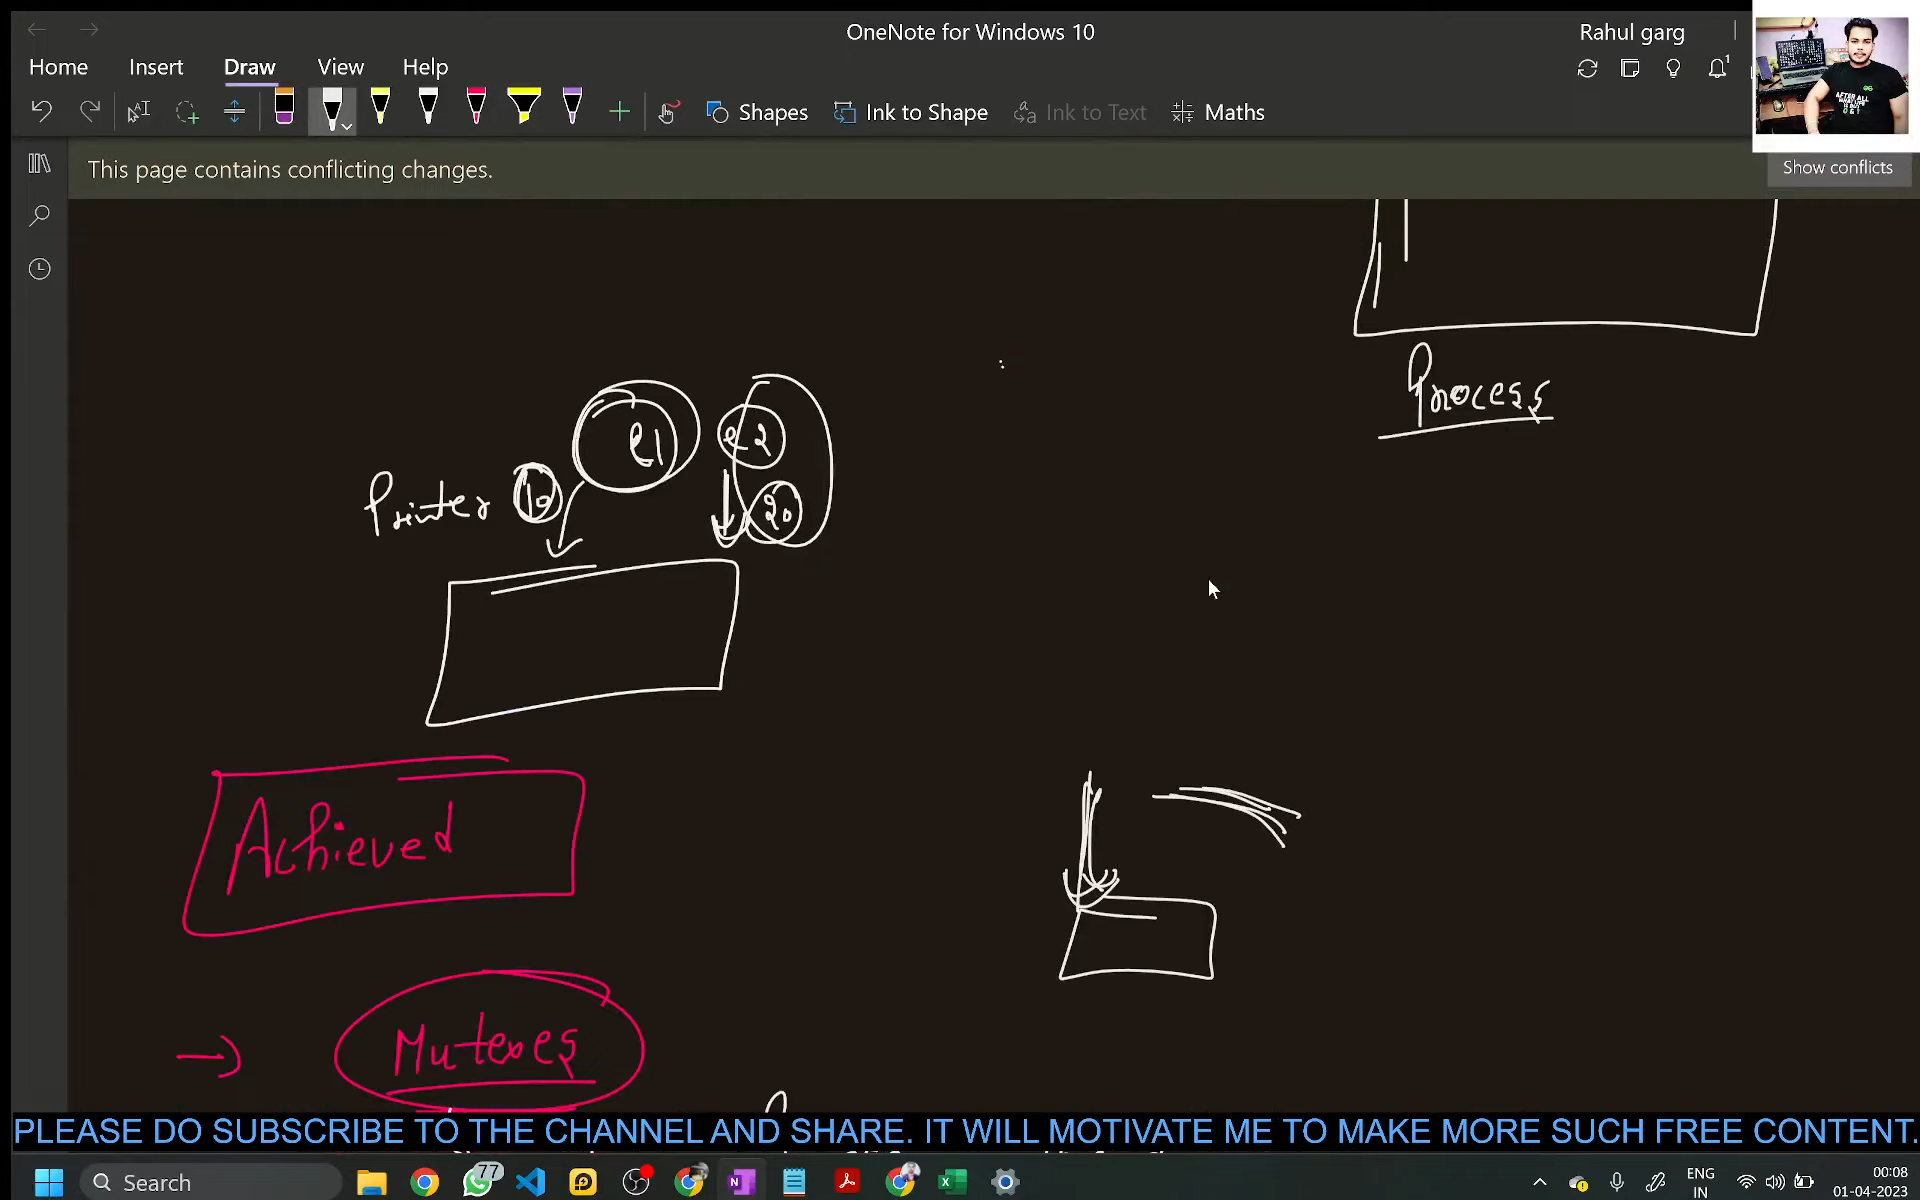 OneNote for Windows 10
Rahul garg
Home Insert Draw View Help
Shapes Ink to Shape Ink to Text Maths
This page contains conflicting changes.
Show conflicts
Process
e1 e2
Printer 10 20
Achieved
Mutexes
PLEASE DO SUBSCRIBE TO THE CHANNEL AND SHARE. IT WILL MOTIVATE ME TO MAKE MORE SUCH FREE CONTENT.
Search
77
ENG
IN
00:08
01-04-2023